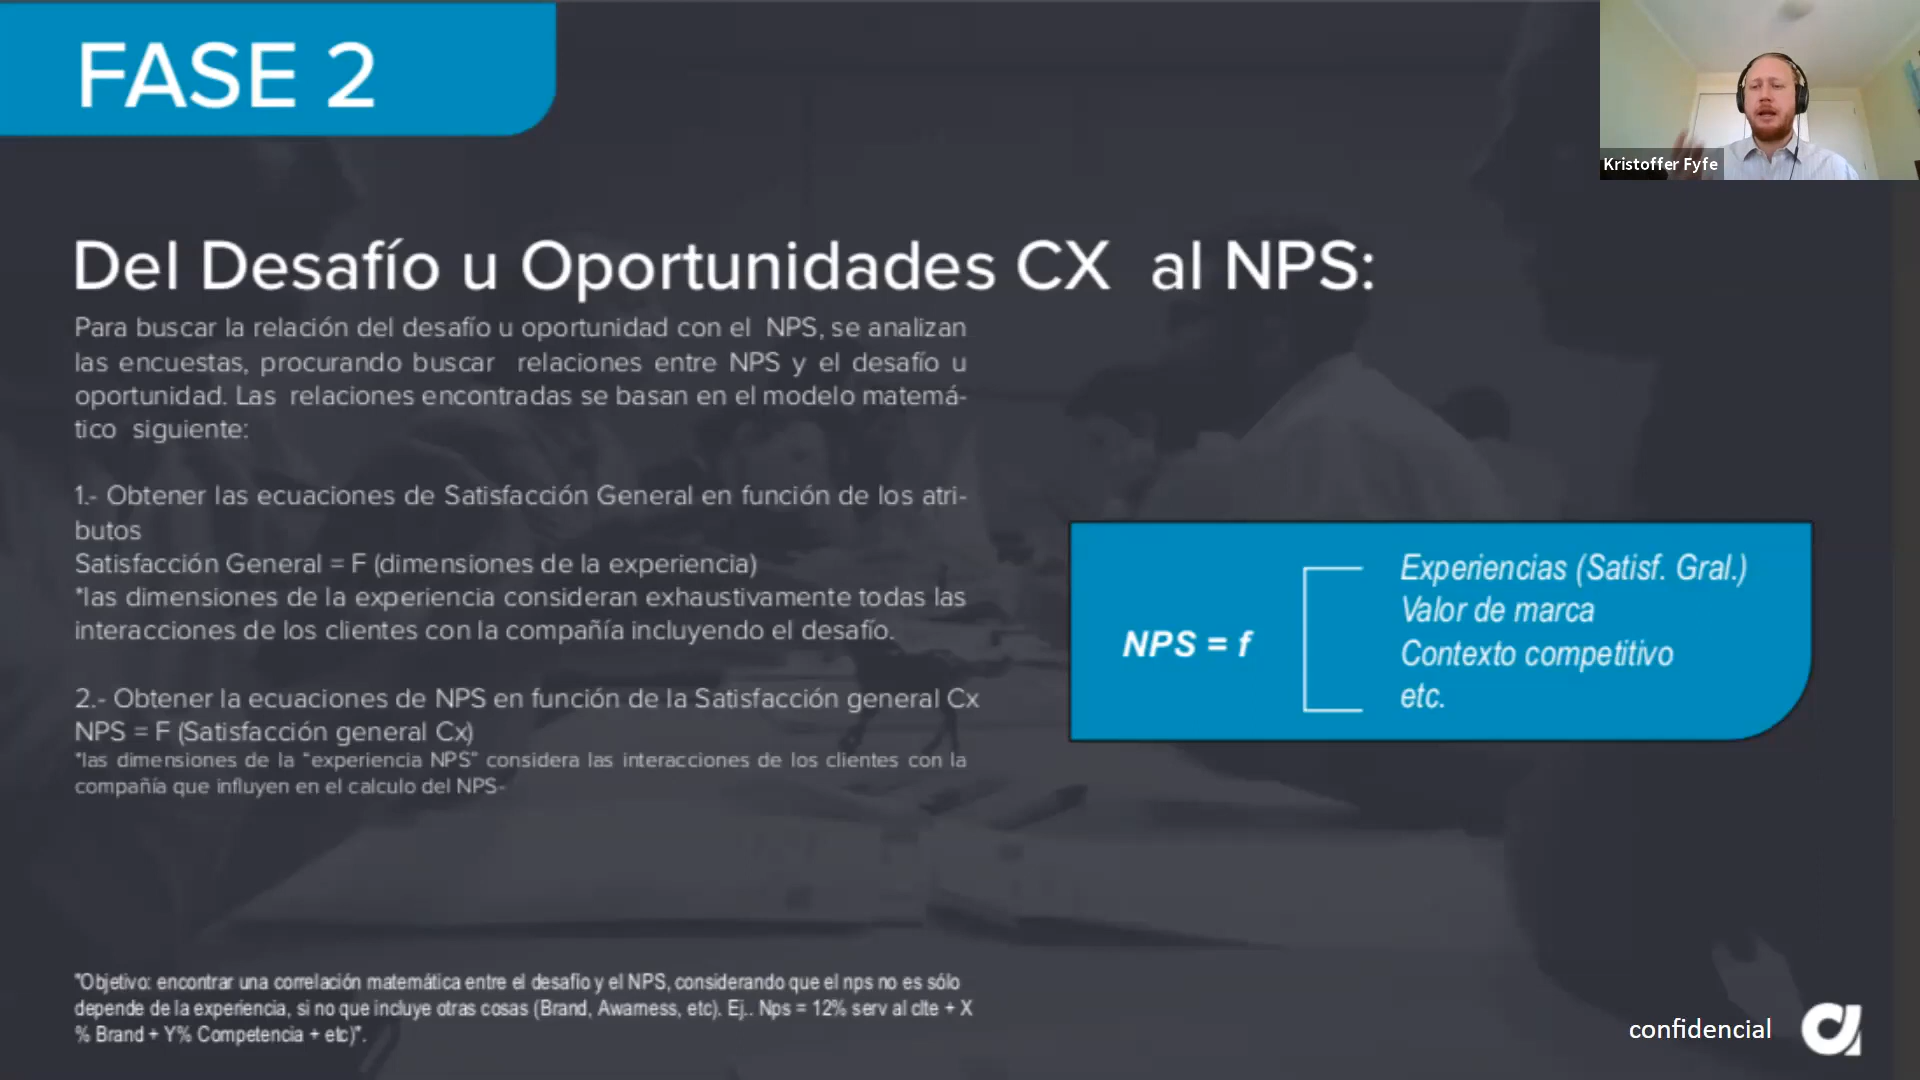 FASE 2
Kristoffer Fyfe
Del Desafío u Oportunidades CX al NPS:
Para buscar la relación del desafío u oportunidad con el NPS, se analizan
las encuestas, procurando buscar relaciones entre NPS y el desafío u
oportunidad. Las relaciones encontradas se basan en el modelo matemá-
tico siguiente:
1.- Obtener las ecuaciones de Satisfacción General en función de los atri-
butos
Satisfacción General = F (dimensiones de la experiencia)
*las dimensiones de la experiencia consideran exhaustivamente todas las
interacciones de los clientes con la compañía incluyendo el desafío.
2.- Obtener la ecuaciones de NPS en función de la Satisfacción general Cx
NPS = F (Satisfacción general Cx)
*las dimensiones de la "experiencia NPS" considera las interacciones de los clientes con la
compañía que influyen en el calculo del NPS-
NPS = f
Experiencias (Satisf. Gral.)
Valor de marca
Contexto competitivo
etc.
"Objetivo: encontrar una correlación matemática entre el desafío y el NPS, considerando que el nps no es sólo
depende de la experiencia, si no que incluye otras cosas (Brand, Awarness, etc). Ej.. Nps = 12% serv al clte + X
% Brand + Y% Competencia + etc)".
confidencial